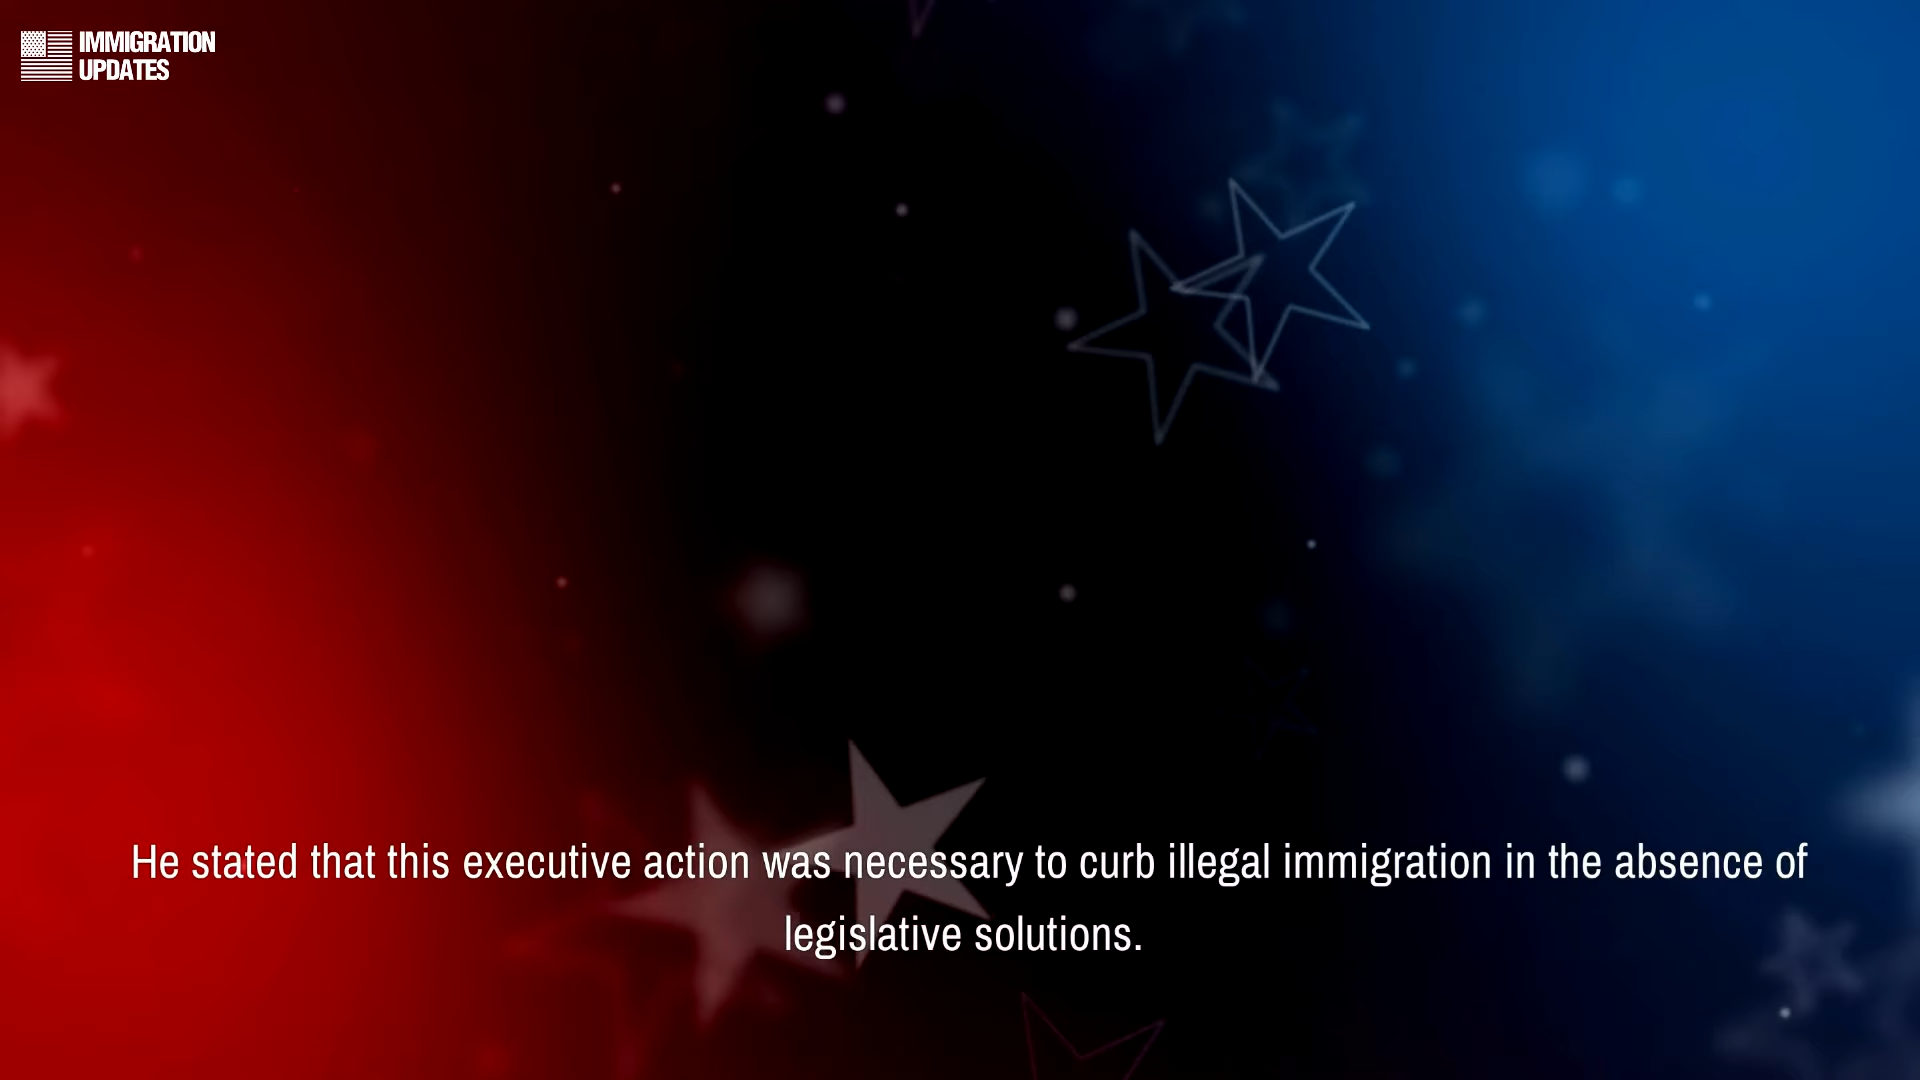 IMMIGRATION
UPDATES
He stated that this executive action was necessary to curb illegal immigration in the absence of
legislative solutions.